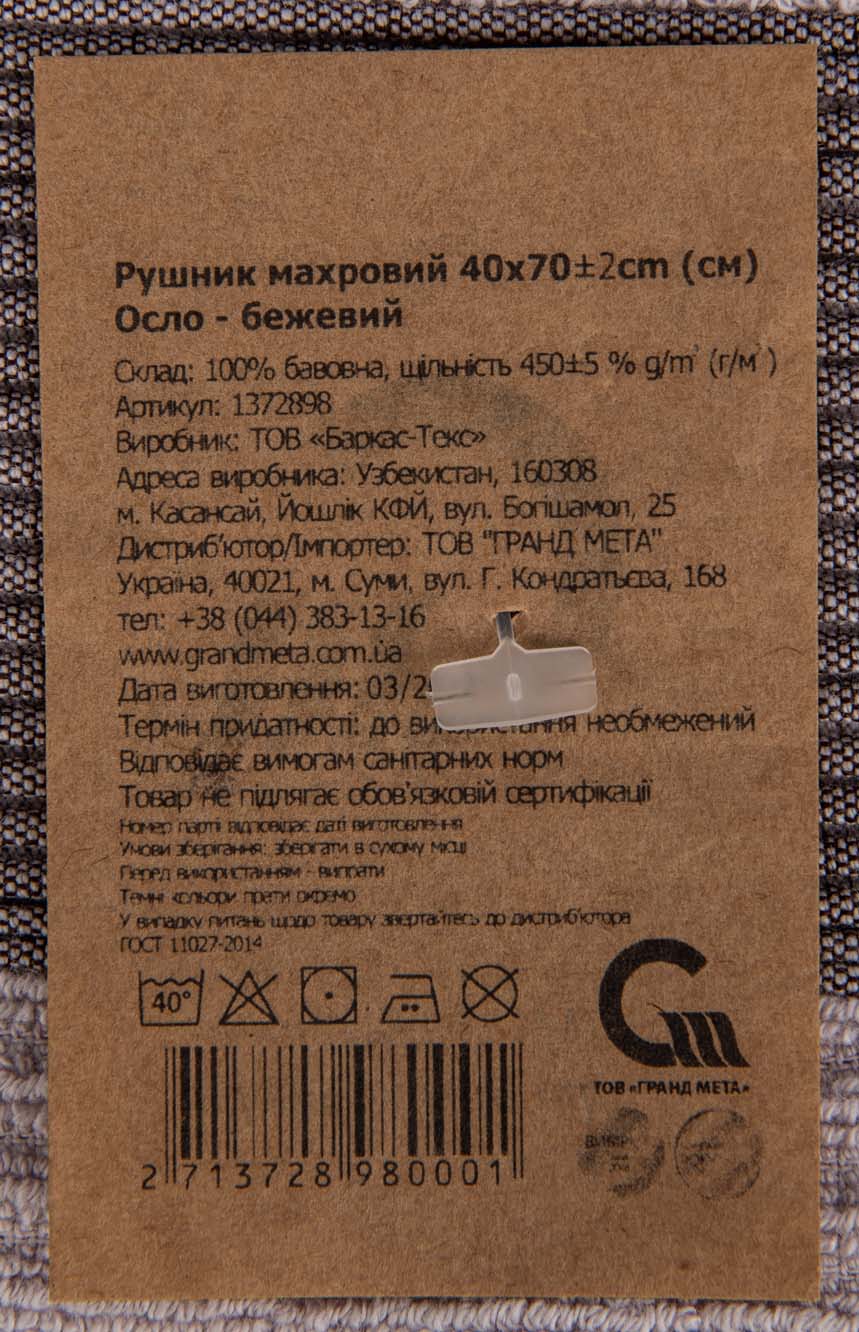 Рушник махровий 40х70±2cm (см)
Осло - бежевий
Склад: 100% бавовна, щільність 450±5 % g/m² (г/м²)
Артикул: 1372898
Виробник: ТОВ «Баркас-Текс»
Адреса виробника: Узбекистан, 160308
м. Касансай, Йошлік КФЙ, вул. Богішамол, 25
Дистриб'ютор/Імпортер: ТОВ "ГРАНД МЕТА"
Україна, 40021, м. Суми, вул. Г. Кондратьєва, 168
тел: +38 (044) 383-13-16
www.grandmeta.com.ua
Дата виготовлення:
Термін придатності: до використання необмежений
Відповідає вимогам санітарних норм
Товар не підлягає обов'язковій сертифікації
Номер партії відповідає даті виготовлення
Умови зберігання: зберігати в сухому місці
Перед використанням - випрати
Темні кольори прати окремо
У випадку питань щодо товару звертайтесь до дистриб'ютора
ГОСТ 11027-2014
40°
2 713728 980001
Gm
ТОВ «ГРАНД МЕТА»